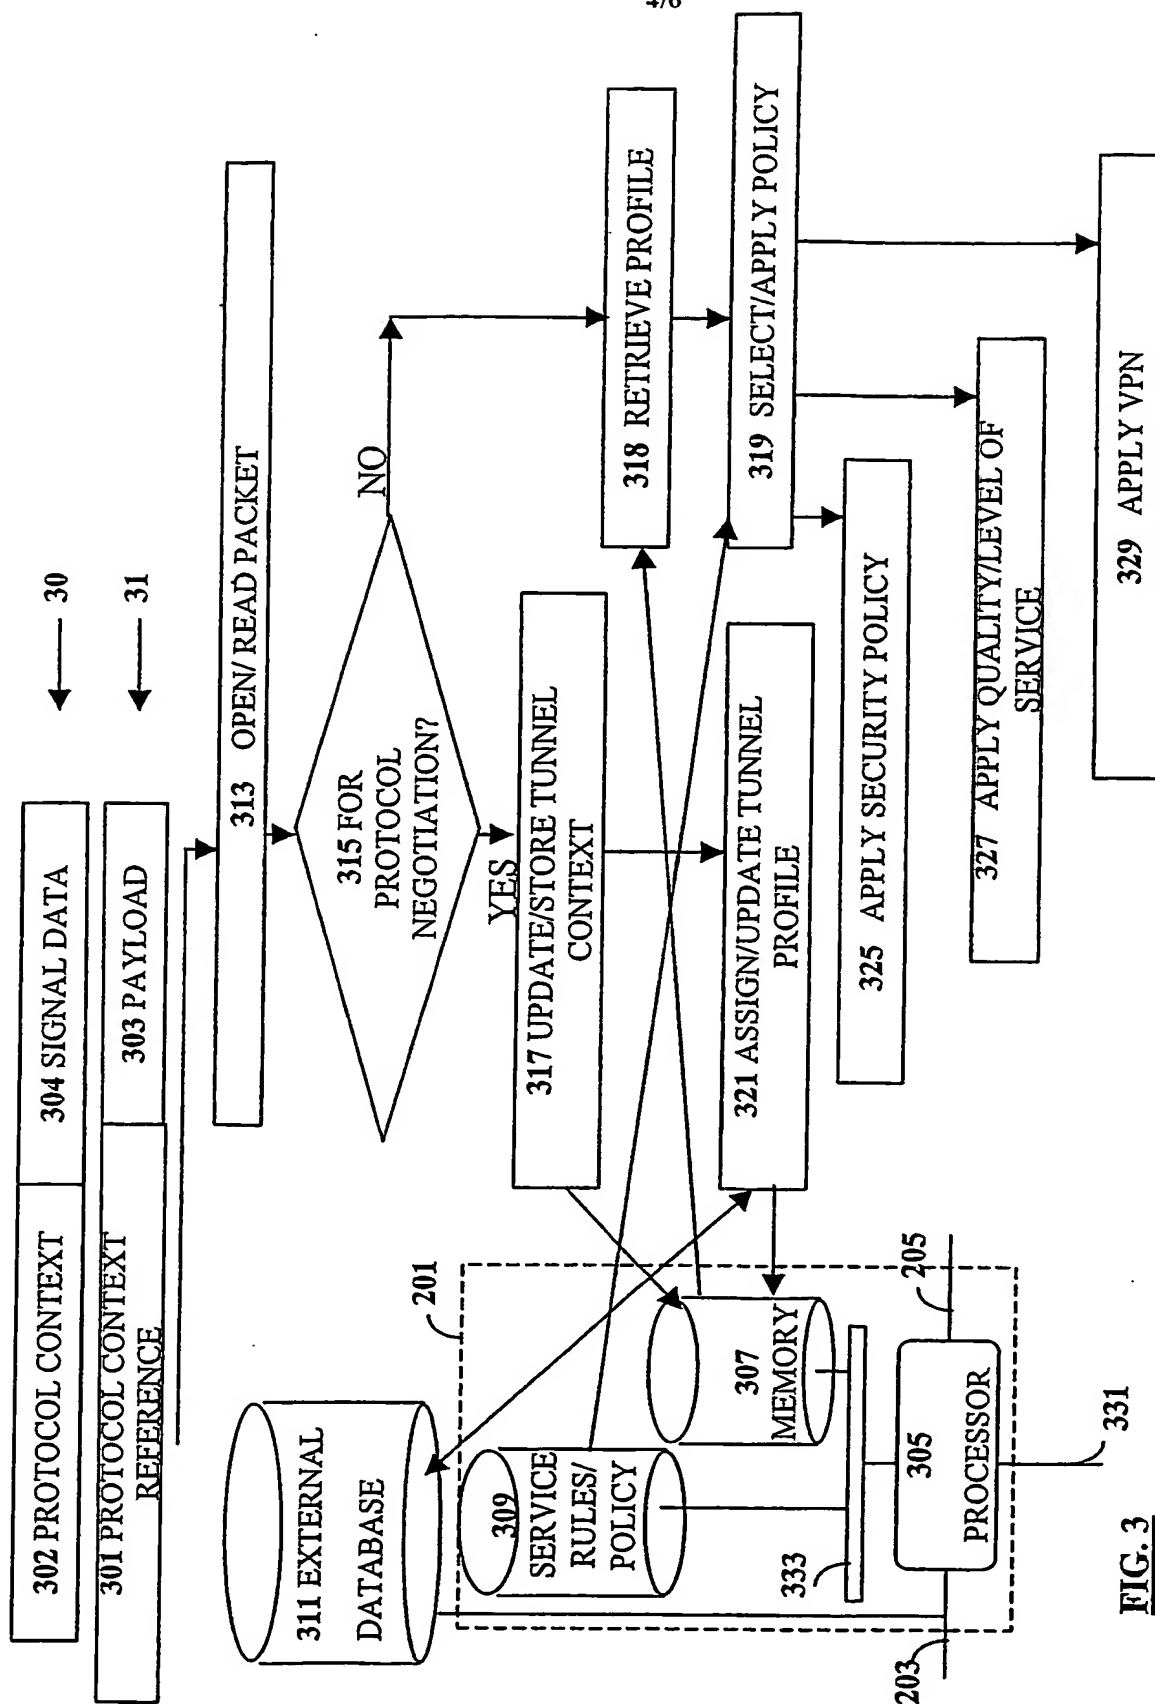 4/6
302 PROTOCOL CONTEXT
304 SIGNAL DATA
30
301 PROTOCOL CONTEXT
REFERENCE
303 PAYLOAD
31
313 OPEN/ READ PACKET
315 FOR
PROTOCOL
NEGOTIATION?
NO
YES
317 UPDATE/STORE TUNNEL
CONTEXT
318 RETRIEVE PROFILE
321 ASSIGN/UPDATE TUNNEL
PROFILE
319 SELECT/APPLY POLICY
325 APPLY SECURITY POLICY
327 APPLY QUALITY/LEVEL OF
SERVICE
329 APPLY VPN
311 EXTERNAL
DATABASE
201
309
SERVICE
RULES/
POLICY
307
MEMORY
333
305
PROCESSOR
203
205
331
FIG. 3